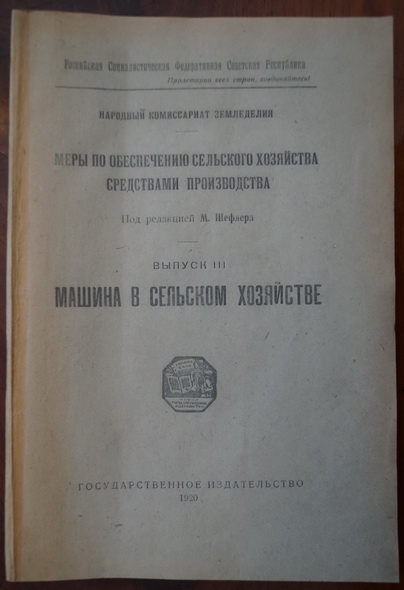 Российская Социалистическая Федеративная Советская Республика
Пролетарии всех стран, соединяйтесь!
НАРОДНЫЙ КОМИССАРИАТ ЗЕМЛЕДЕЛИЯ
МЕРЫ ПО ОБЕСПЕЧЕНИЮ СЕЛЬСКОГО ХОЗЯЙСТВА
СРЕДСТВАМИ ПРОИЗВОДСТВА
Под редакцией М. Шефлера
ВЫПУСК III
МАШИНА В СЕЛЬСКОМ ХОЗЯЙСТВЕ
ГОСУДАРСТВЕННОЕ ИЗДАТЕЛЬСТВО
1920